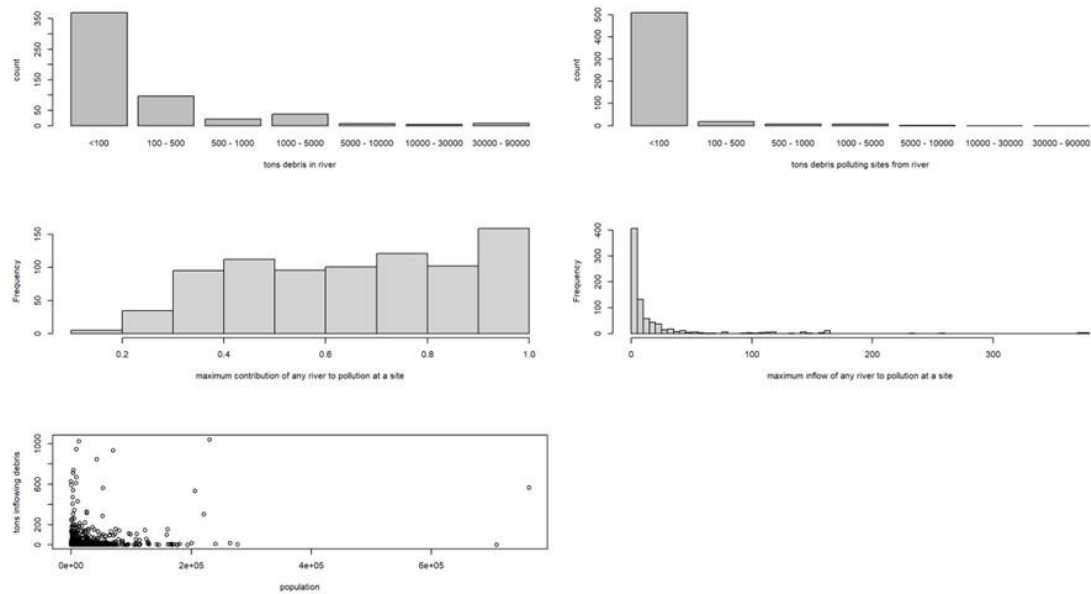 350
250
150
50
0
count
<100
100 - 500
500 - 1000
1000 - 5000
5000 - 10000
10000 - 30000
30000 - 90000
tons debris in river
500
400
300
200
100
0
count
<100
100 - 500
500 - 1000
1000 - 5000
5000 - 10000
10000 - 30000
30000 - 90000
tons debris polluting sites from river
150
100
50
0
Frequency
0.2
0.4
0.6
0.8
1.0
maximum contribution of any river to pollution at a site
400
300
200
100
0
Frequency
0
100
200
300
maximum inflow of any river to pollution at a site
1000
600
200
0
tons inflowing debris
0e+00
2e+05
4e+05
6e+05
population